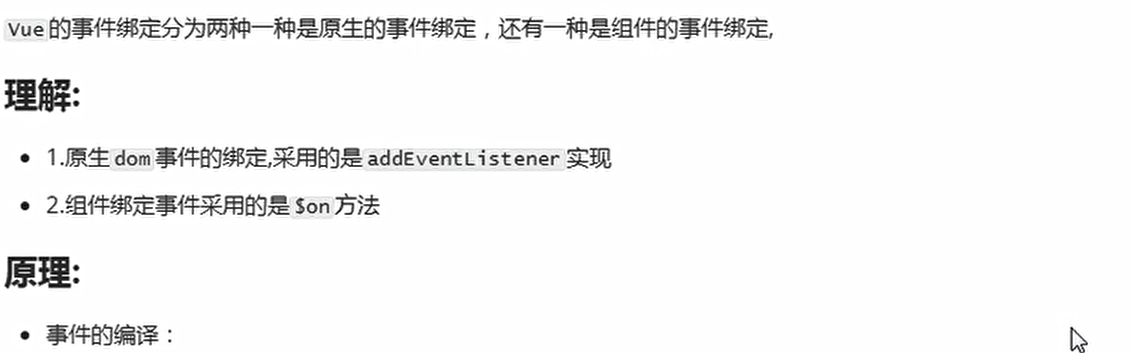 Vue的事件绑定分为两种一种是原生的事件绑定，还有一种是组件的事件绑定,
理解:
1.原生dom事件的绑定,采用的是addEventListener实现
2.组件绑定事件采用的是$on方法
原理:
事件的编译：